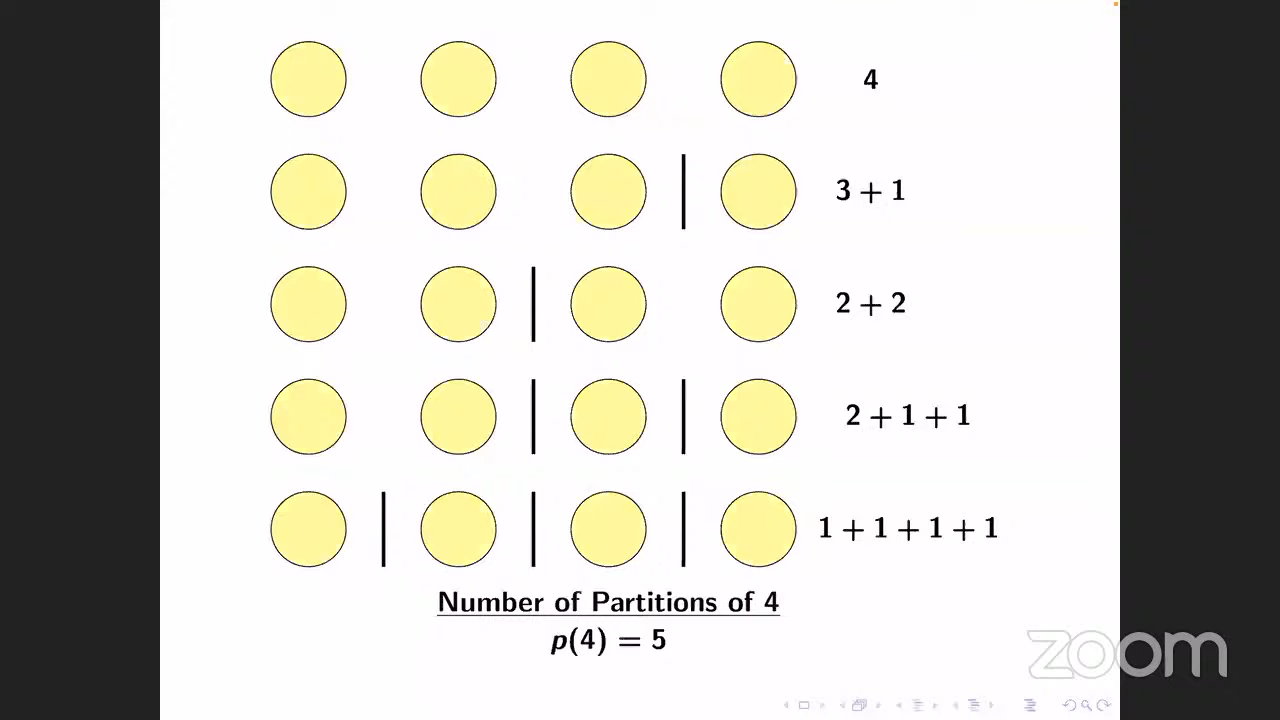 4
3 + 1
2 + 2
2 + 1 + 1
1 + 1 + 1 + 1
Number of Partitions of 4
p(4) = 5
zoom